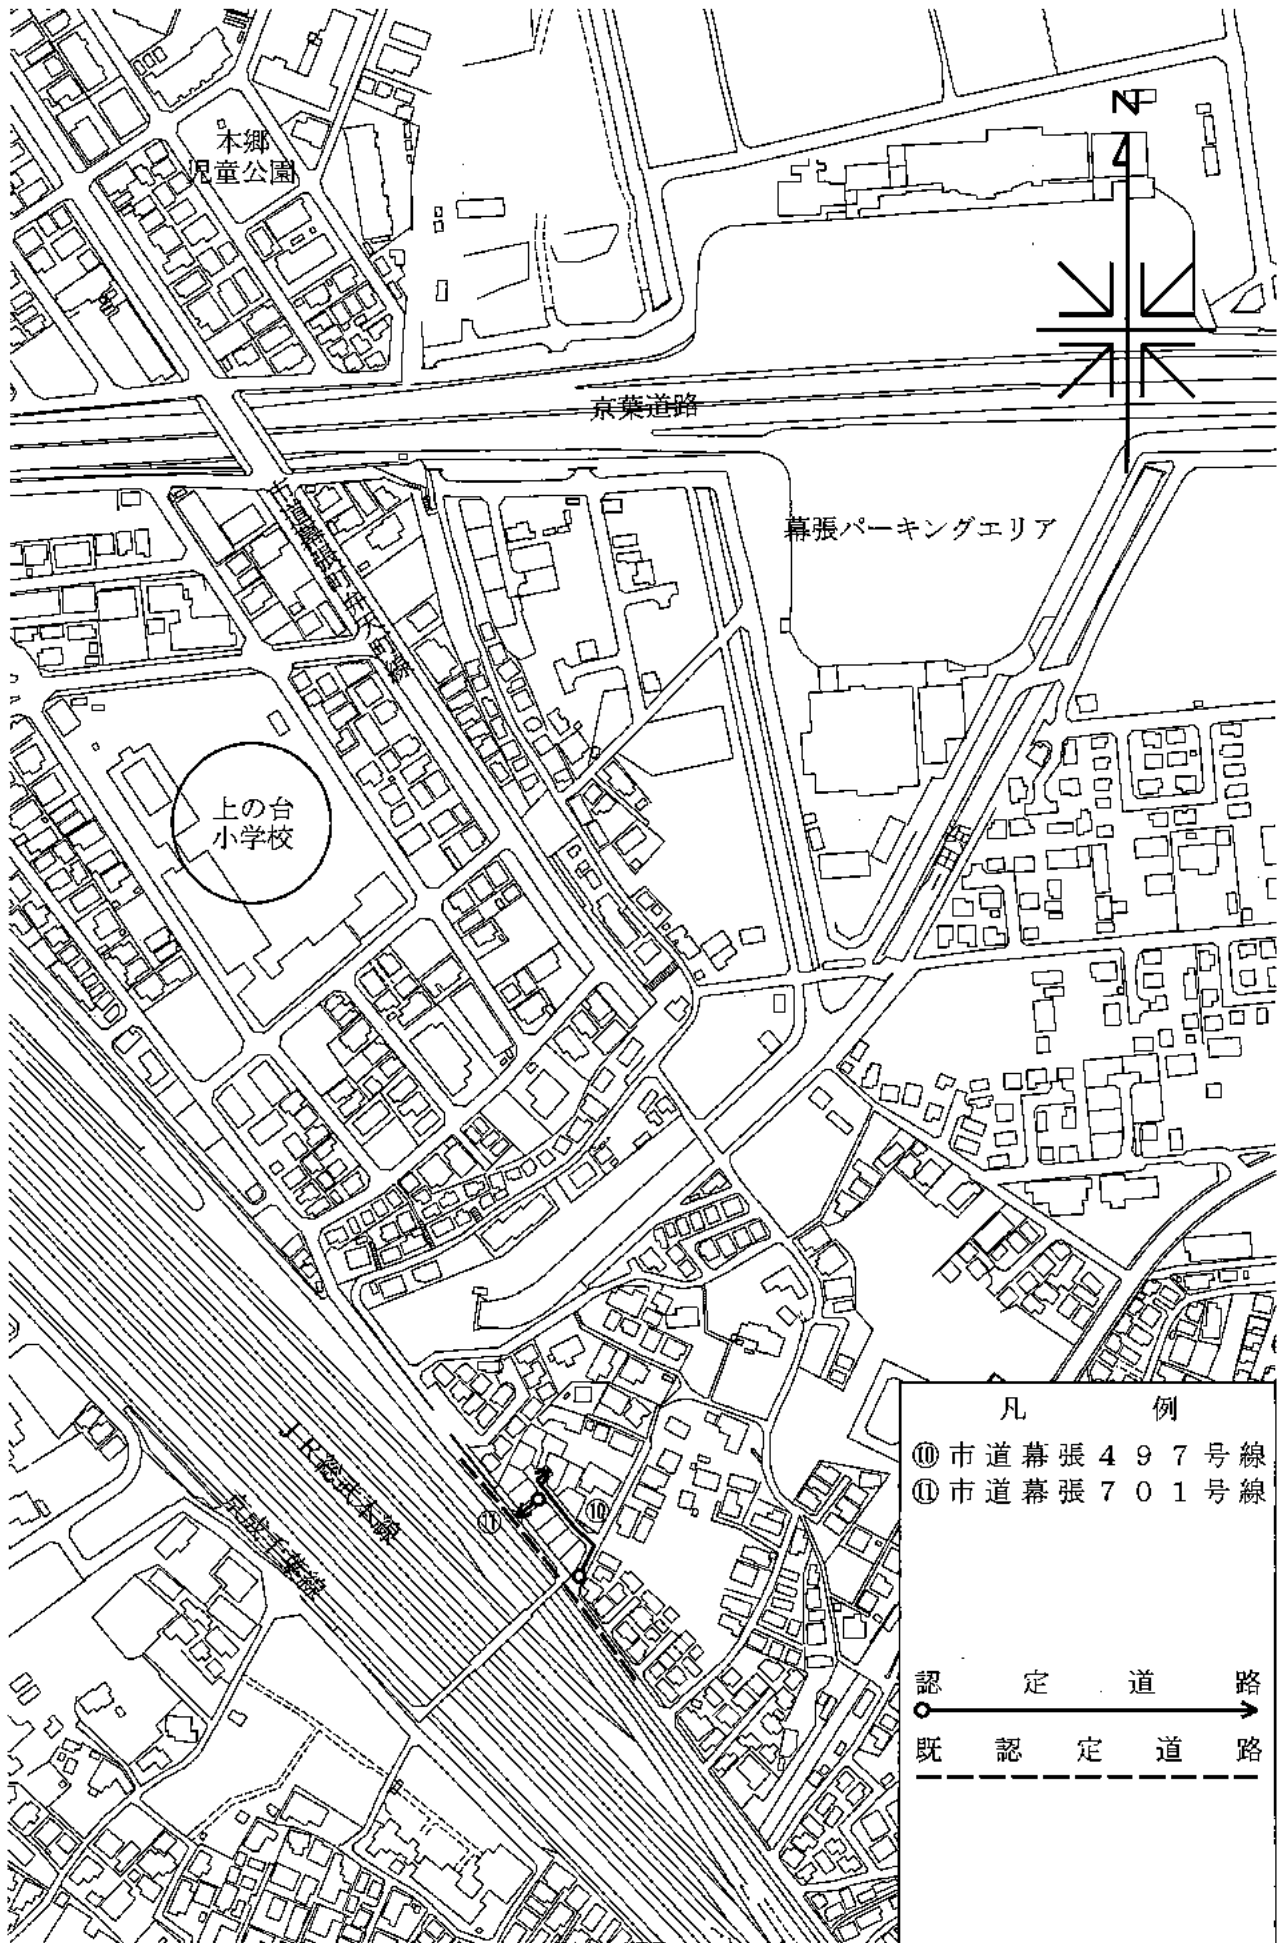 本郷
児童公園
N
京葉道路
幕張パーキングエリア
上の台
小学校
JR総武本線
京成千葉線
⑪
⑩
凡 例
⑩市道幕張497号線
⑪市道幕張701号線
認定道路
既認定道路